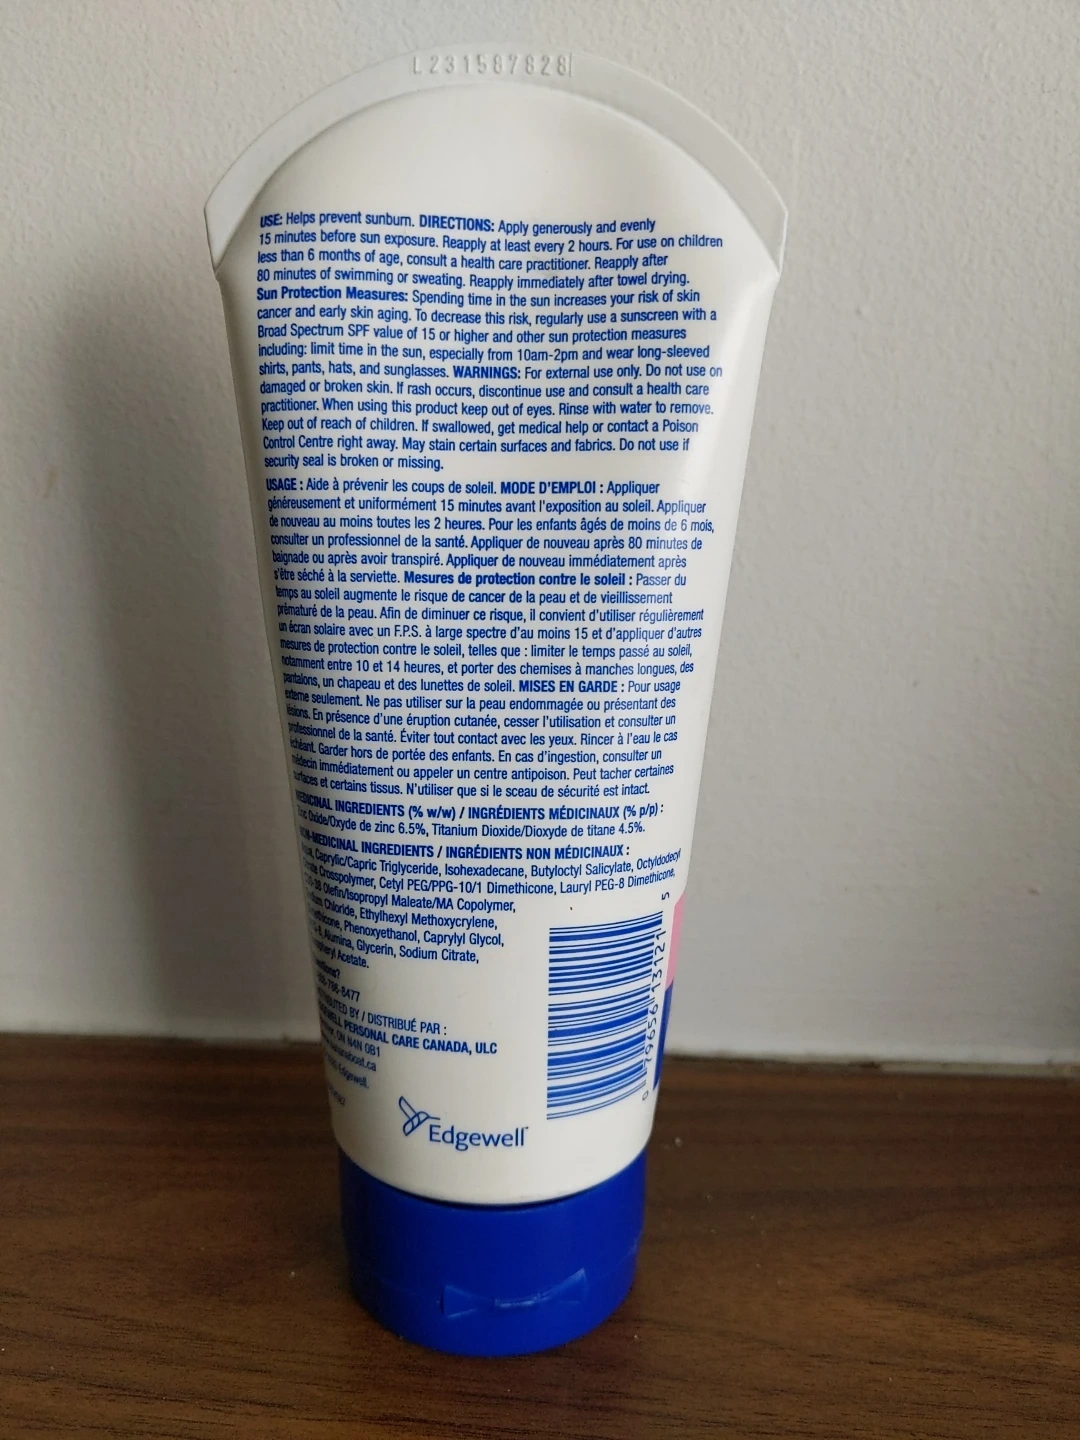 L231587828
USE: Helps prevent sunburn. DIRECTIONS: Apply generously and evenly
15 minutes before sun exposure. Reapply at least every 2 hours. For use on children
less than 6 months of age, consult a health care practitioner. Reapply after
80 minutes of swimming or sweating. Reapply immediately after towel drying.
Sun Protection Measures: Spending time in the sun increases your risk of skin
cancer and early skin aging. To decrease this risk, regularly use a sunscreen with a
Broad Spectrum SPF value of 15 or higher and other sun protection measures
including: limit time in the sun, especially from 10am-2pm and wear long-sleeved
shirts, pants, hats, and sunglasses. WARNINGS: For external use only. Do not use on
damaged or broken skin. If rash occurs, discontinue use and consult a health care
practitioner. When using this product keep out of eyes. Rinse with water to remove.
Keep out of reach of children. If swallowed, get medical help or contact a Poison
Control Centre right away. May stain certain surfaces and fabrics. Do not use if
security seal is broken or missing.
USAGE : Aide à prévenir les coups de soleil. MODE D'EMPLOI : Appliquer
généreusement et uniformément 15 minutes avant l'exposition au soleil. Appliquer
de nouveau au moins toutes les 2 heures. Pour les enfants âgés de moins de 6 mois,
consulter un professionnel de la santé. Appliquer de nouveau après 80 minutes de
baignade ou après avoir transpiré. Appliquer de nouveau immédiatement après
s'être séché à la serviette. Mesures de protection contre le soleil : Passer du
temps au soleil augmente le risque de cancer de la peau et de vieillissement
prématuré de la peau. Afin de diminuer ce risque, il convient d'utiliser régulièrement
un écran solaire avec un F.P.S. à large spectre d'au moins 15 et d'appliquer d'autres
mesures de protection contre le soleil, telles que : limiter le temps passé au soleil,
notamment entre 10 et 14 heures, et porter des chemises à manches longues, des
pantalons, un chapeau et des lunettes de soleil. MISES EN GARDE : Pour usage
externe seulement. Ne pas utiliser sur la peau endommagée ou présentant des
lésions. En présence d'une éruption cutanée, cesser l'utilisation et consulter un
professionnel de la santé. Éviter tout contact avec les yeux. Rincer à l'eau le cas
échéant. Garder hors de portée des enfants. En cas d'ingestion, consulter un
médecin immédiatement ou appeler un centre antipoison. Peut tacher certaines
surfaces et certains tissus. N'utiliser que si le sceau de sécurité est intact.
MEDICINAL INGREDIENTS (% w/w) / INGRÉDIENTS MÉDICINAUX (% p/p) :
Oxide/Oxyde de zinc 6.5%, Titanium Dioxide/Dioxyde de titane 4.5%.
NON-MEDICINAL INGREDIENTS / INGRÉDIENTS NON MÉDICINAUX :
Caprylic/Capric Triglyceride, Isohexadecane, Butyloctyl Salicylate, Octyldodecyl
Crosspolymer, Cetyl PEG/PPG-10/1 Dimethicone, Lauryl PEG-8 Dimethicone,
Olefin/Isopropyl Maleate/MA Copolymer,
Chloride, Ethylhexyl Methoxycrylene,
Phenoxyethanol, Caprylyl Glycol,
Alumina, Glycerin, Sodium Citrate,
Acetate.
DISTRIBUTED BY / DISTRIBUÉ PAR :
EDGEWELL PERSONAL CARE CANADA, ULC
ON N4N 0B1
Edgewell
0 79656 13121 5